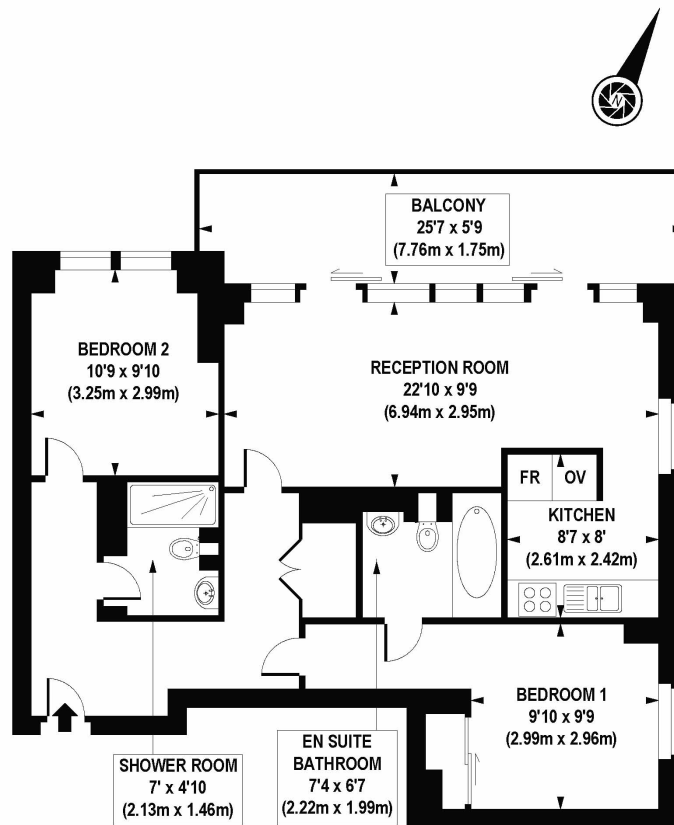 N
BALCONY
25'7 x 5'9
(7.76m x 1.75m)
BEDROOM 2
10'9 x 9'10
(3.25m x 2.99m)
RECEPTION ROOM
22'10 x 9'9
(6.94m x 2.95m)
FR OV
KITCHEN
8'7 x 8'
(2.61m x 2.42m)
BEDROOM 1
9'10 x 9'9
(2.99m x 2.96m)
SHOWER ROOM
7' x 4'10
(2.13m x 1.46m)
EN SUITE
BATHROOM
7'4 x 6'7
(2.22m x 1.99m)